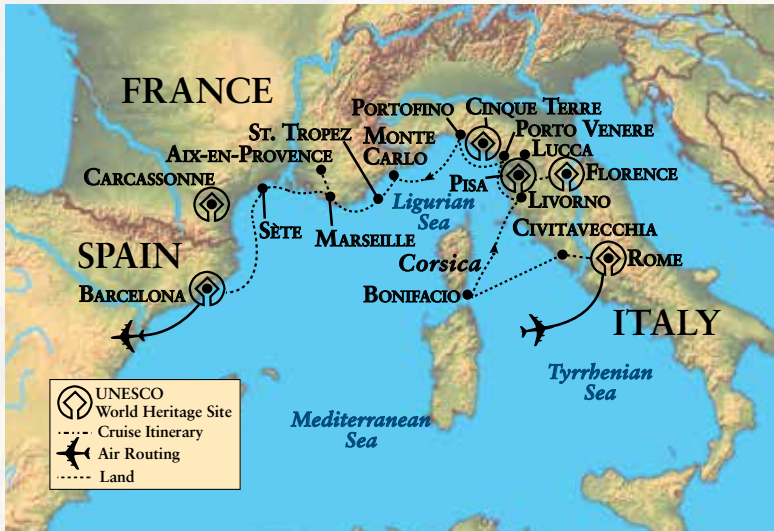 FRANCE
PORTOFINO
CINQUE TERRE
ST. TROPEZ
MONTE
CARLO
PORTO VENERE
LUCCA
AIX-EN-PROVENCE
CARCASSONNE
PISA
FLORENCE
Ligurian
Sea
LIVORNO
SÈTE
MARSEILLE
CIVITAVECCHIA
SPAIN
Corsica
ROME
BARCELONA
BONIFACIO
ITALY
Tyrrhenian
Sea
Mediterranean
Sea
UNESCO
World Heritage Site
Cruise Itinerary
Air Routing
Land